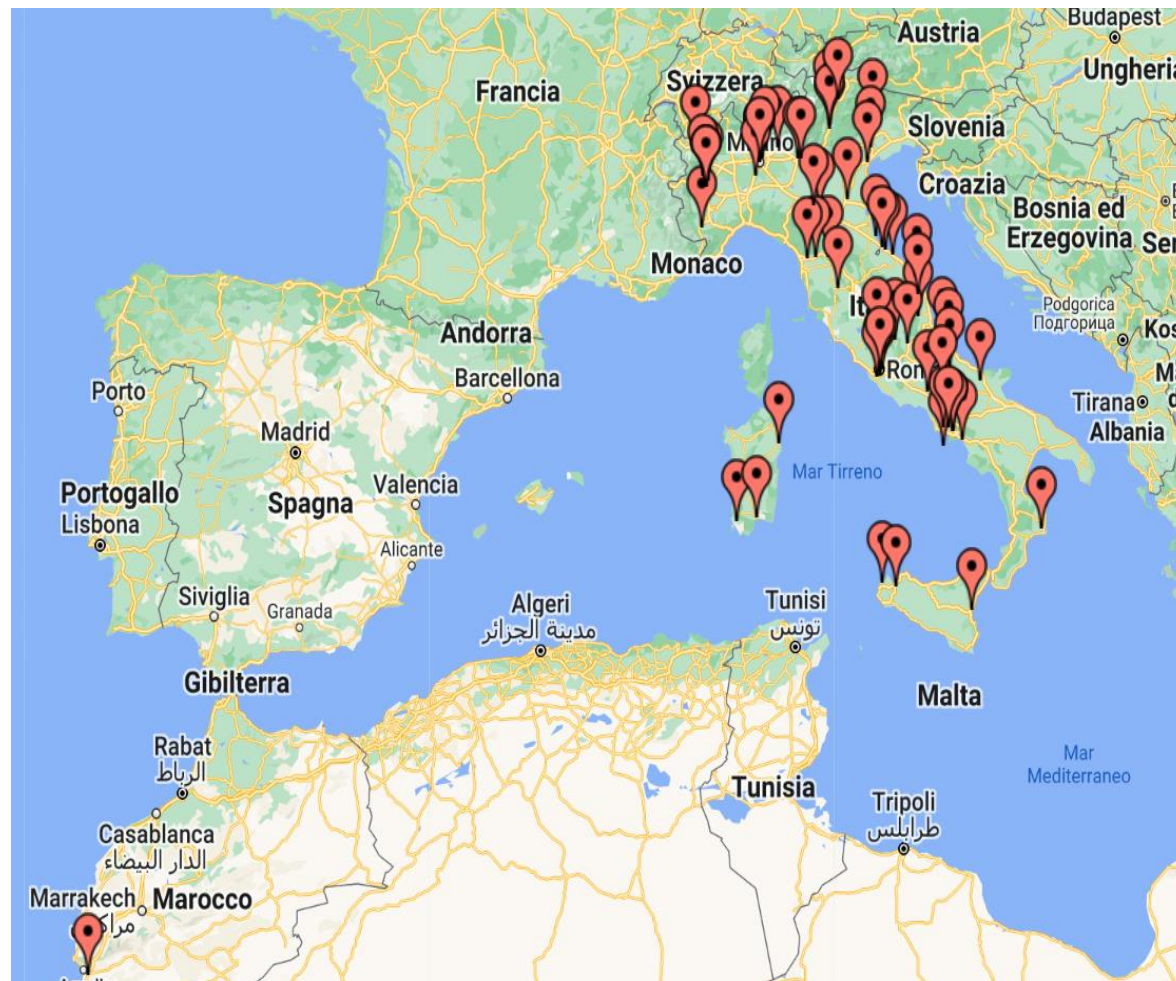 Budapest
Austria
Ungheria
Svizzera
Francia
Slovenia
Croazia
Bosnia ed
Erzegovina
Monaco
Podgorica
Подгорица
Andorra
Barcellona
Porto
Tirana
Albania
Madrid
Mar Tirreno
Portogallo
Valencia
Spagna
Lisbona
Alicante
Siviglia
Granada
Algeri
مدينة الجزائر
Tunisi
تونس
Gibilterra
Malta
Rabat
الرباط
Mar
Mediterraneo
Tunisia
Tripoli
طرابلس
Casablanca
الدار البيضاء
Marrakech
Marocco